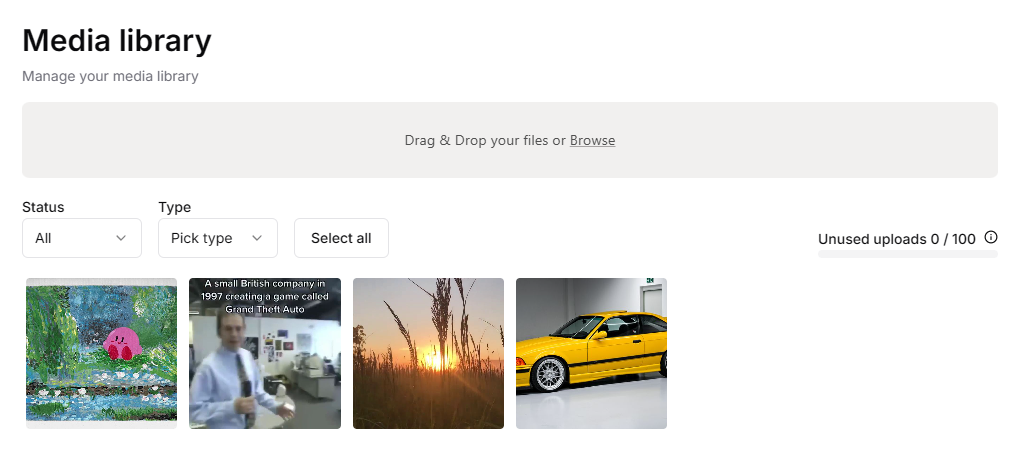 Media library
Manage your media library
Drag & Drop your files or Browse
Status
Type
All
Pick type
Select all
Unused uploads 0 / 100
A small British company in
1997 creating a game called
Grand Theft Auto